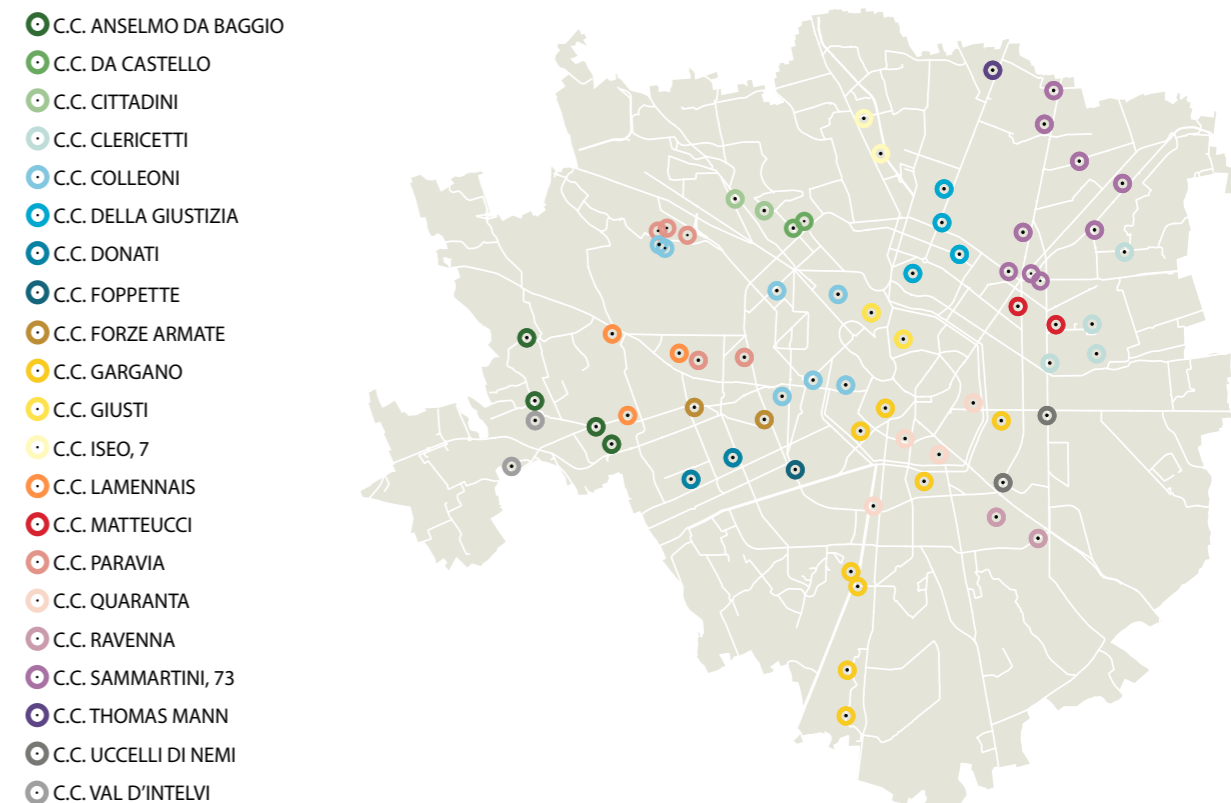 C.C. ANSELMO DA BAGGIO
C.C. DA CASTELLO
C.C. CITTADINI
C.C. CLERICETTI
C.C. COLLEONI
C.C. DELLA GIUSTIZIA
C.C. DONATI
C.C. FOPPETTE
C.C. FORZE ARMATE
C.C. GARGANO
C.C. GIUSTI
C.C. ISEO, 7
C.C. LAMENNAIS
C.C. MATTEUCCI
C.C. PARAVIA
C.C. QUARANTA
C.C. RAVENNA
C.C. SAMMARTINI, 73
C.C. THOMAS MANN
C.C. UCCELLI DI NEMI
C.C. VAL D’INTELVI